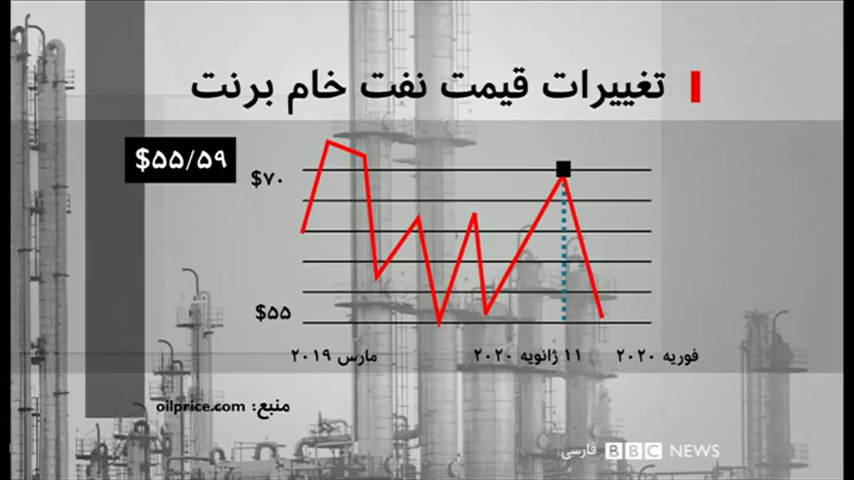 تغییرات قیمت نفت خام برنت
$۵۵/۵۹
$۷۰
$۵۵
مارس ۲۰۱۹
۱۱ ژانویه ۲۰۲۰
فوریه ۲۰۲۰
منبع: oilprice.com
BBC NEWS فارسی